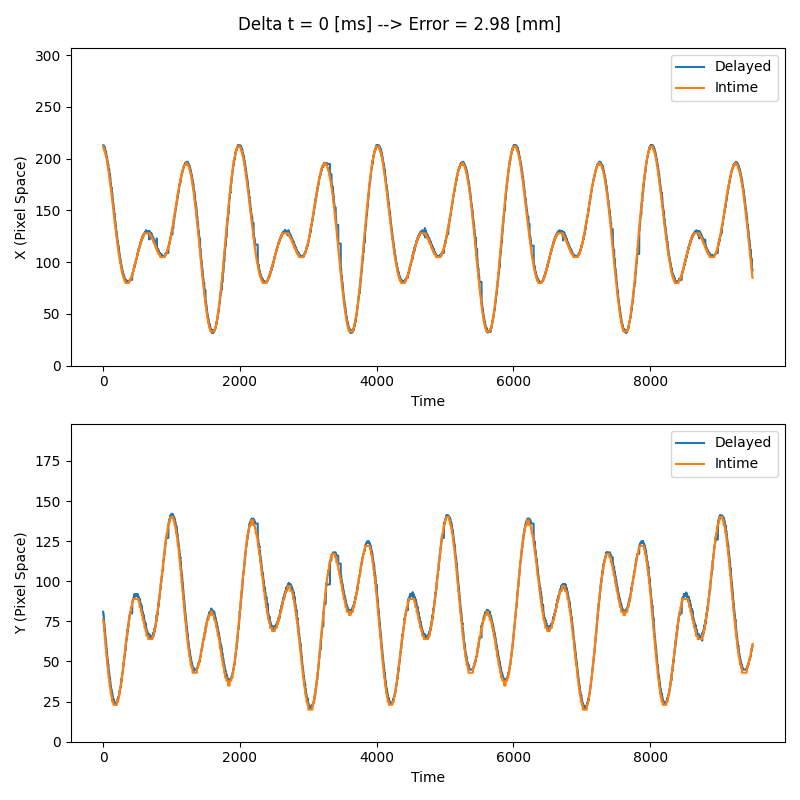 Delta t = 0 [ms] --> Error = 2.98 [mm]
300
250
200
150
100
50
0
X (Pixel Space)
Delayed
Intime
0 2000 4000 6000 8000
Time
175
150
125
100
75
50
25
0
Y (Pixel Space)
Delayed
Intime
0 2000 4000 6000 8000
Time